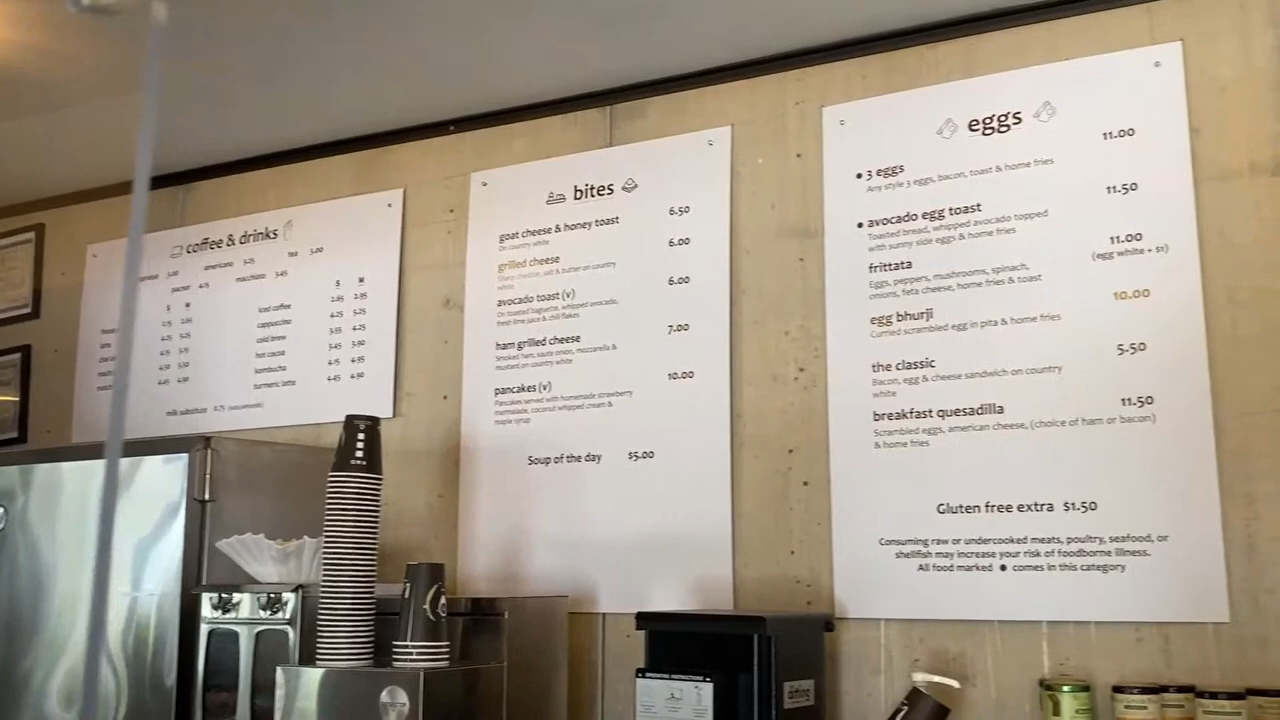 coffee & drinks
americano 3.25 tea 3.00
macchiato 3.45
S M
iced coffee 2.85 2.95
cappuccino 4.25 5.25
cold brew 3.55 4.25
hot cocoa 3.45 3.90
kombucha 4.25 4.95
turmeric latte 4.45 4.90
milk substitute 0.75
bites
goat cheese & honey toast 6.50
On country white
grilled cheese 6.00
Sharp cheddar, salt & butter on country
white
avocado toast (v) 6.00
On toasted baguette, whipped avocado,
fresh lime juice & chili flakes
ham grilled cheese 7.00
Smoked ham, saute onion, mozzarella &
mustard on country white
pancakes (v) 10.00
Pancakes served with homemade strawberry
marmalade, coconut whipped cream &
maple syrup
Soup of the day $5.00
eggs
• 3 eggs 11.00
Any style 3 eggs, bacon, toast & home fries
• avocado egg toast 11.50
Toasted bread, whipped avocado topped
with sunny side eggs & home fries
frittata 11.00
(egg white + $1)
Eggs, peppers, mushrooms, spinach,
onions, feta cheese, home fries & toast
egg bhurji 10.00
Curried scrambled egg in pita & home fries
the classic 5.50
Bacon, egg & cheese sandwich on country
white
breakfast quesadilla 11.50
Scrambled eggs, american cheese, (choice of ham or bacon)
& home fries
Gluten free extra $1.50
Consuming raw or undercooked meats, poultry, seafood, or
shellfish may increase your risk of foodborne illness.
All food marked • comes in this category
OPERATING INSTRUCTIONS
ditting